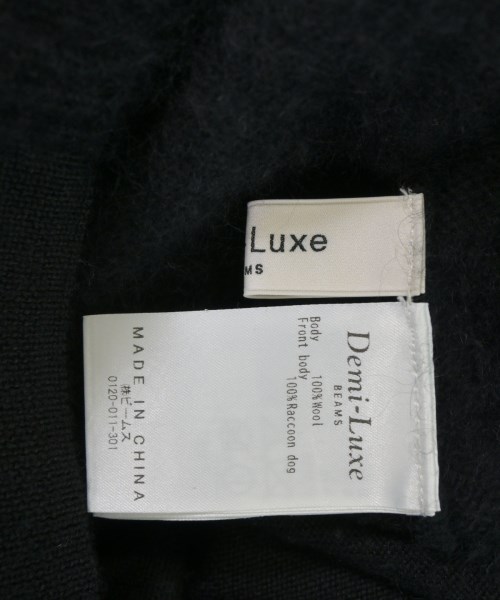 Luxe
MS
Demi-Luxe
BEAMS
Body 100%Wool
Front body 100%Raccoon dog
MADE IN CHINA
㈱ビームス
0120-011-301